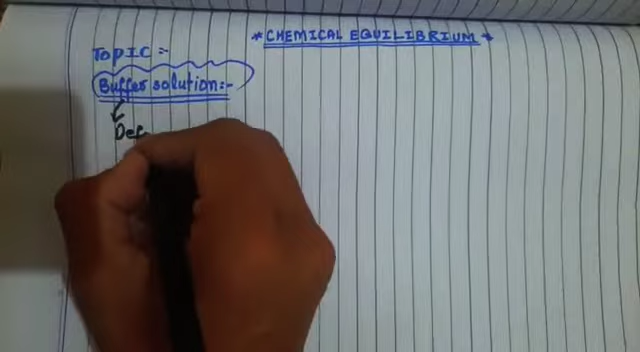 *CHEMICAL EQUILIBRIUM*
Topic :-
Buffer solution:-
Def